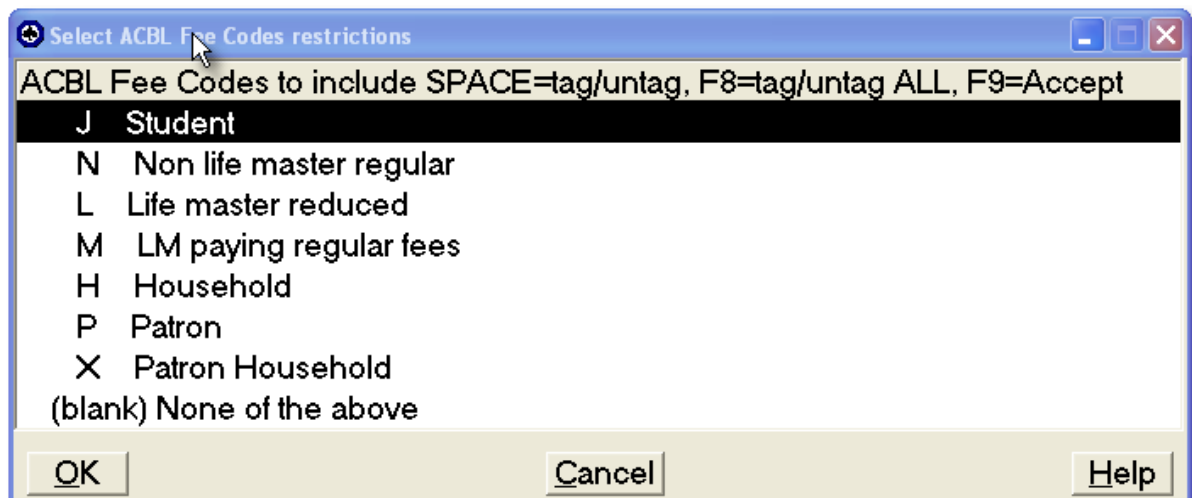 Select ACBL Fee Codes restrictions
ACBL Fee Codes to include SPACE=tag/untag, F8=tag/untag ALL, F9=Accept
J Student
N Non life master regular
L Life master reduced
M LM paying regular fees
H Household
P Patron
X Patron Household
(blank) None of the above
OK Cancel Help